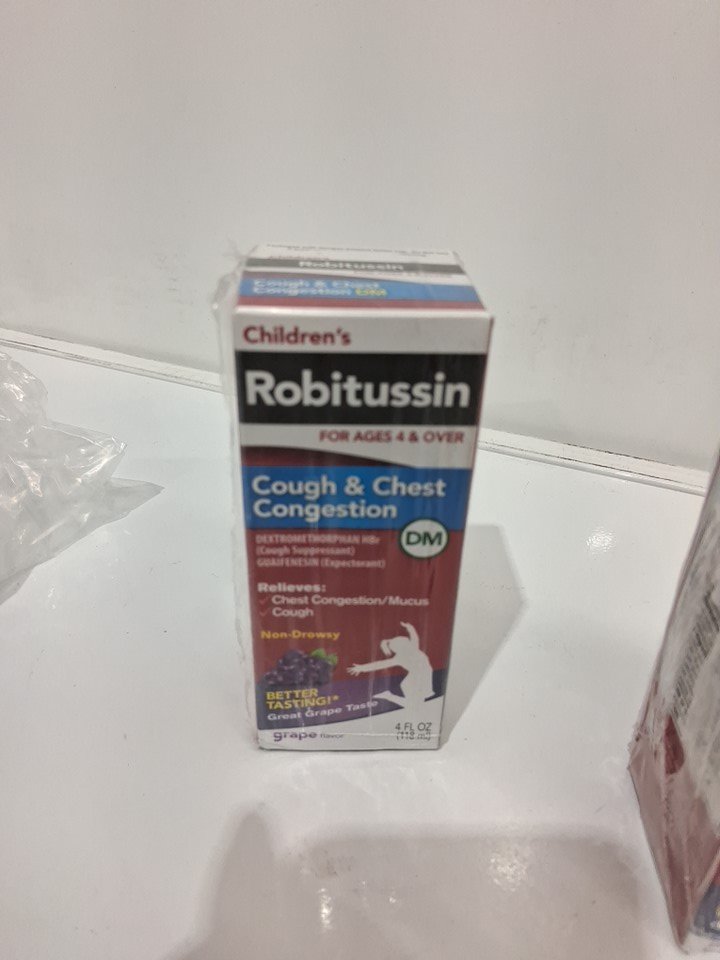 Robitussin
Cough & Chest
Congestion DM
Children's
Robitussin
FOR AGES 4 & OVER
Cough & Chest
Congestion
DM
DEXTROMETHORPHAN HBr
(Cough Suppressant)
GUAIFENESIN (Expectorant)
Relieves:
Chest Congestion/Mucus
Cough
Non-Drowsy
BETTER
TASTING!*
Great Grape Taste
grape flavor
4 FL OZ
(118 mL)